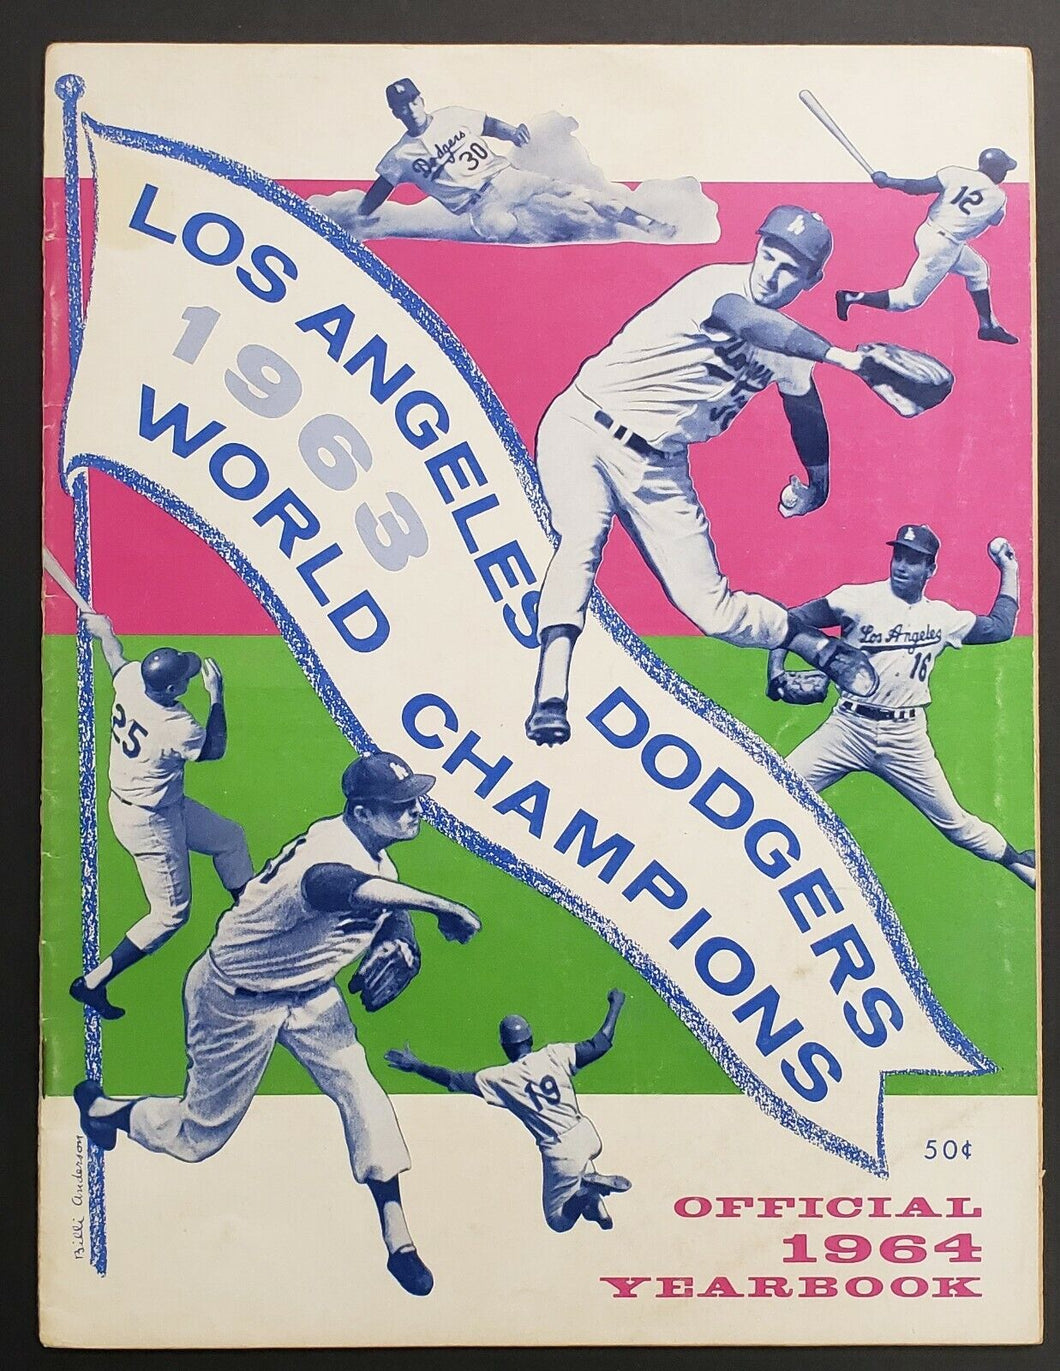 LOS ANGELES DODGERS
1963
WORLD CHAMPIONS
Dodgers
30
12
Los Angeles
16
25
19
50¢
OFFICIAL
1964
YEARBOOK
Billi Anderson